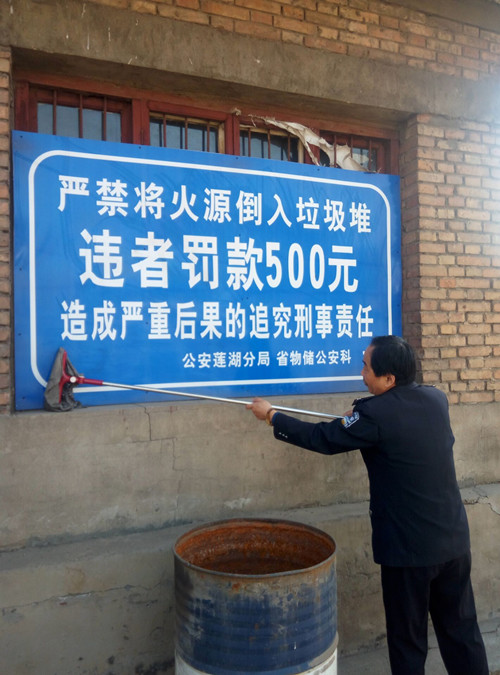 严禁将火源倒入垃圾堆
违者罚款500元
造成严重后果的追究刑事责任
公安莲湖分局 省物储公安科